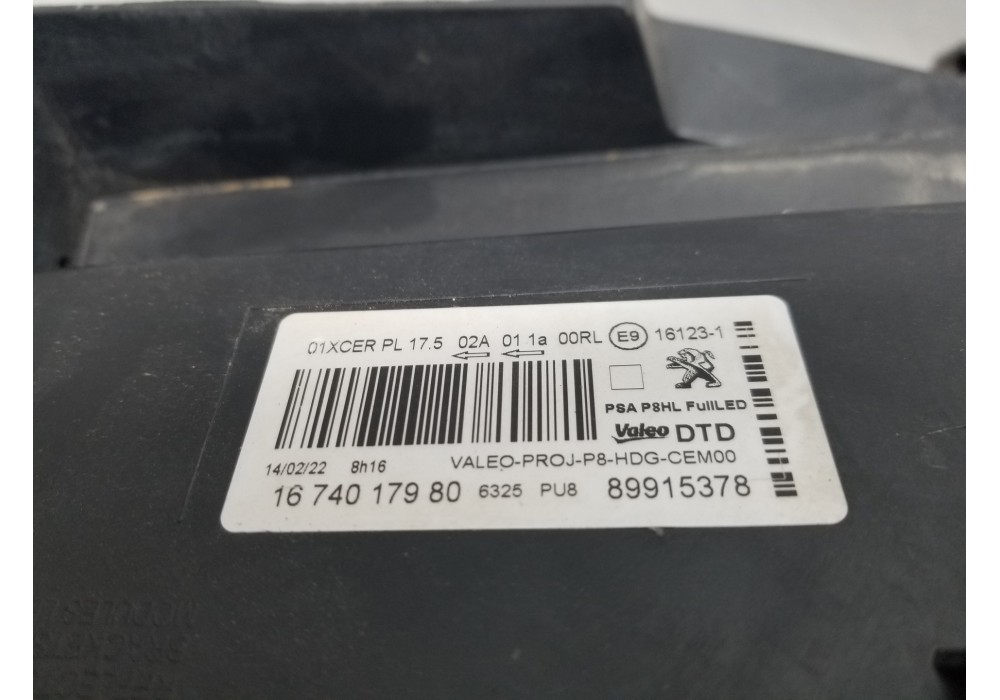 01XCER PL 17.5 02A 01 1a 00RL E9 16123-1
PSA P8HL FullLED
Valeo DTD
14/02/22 8h16 VALEO-PROJ-P8-HDG-CEM00
16 740 179 80 6325 PU8 89915378